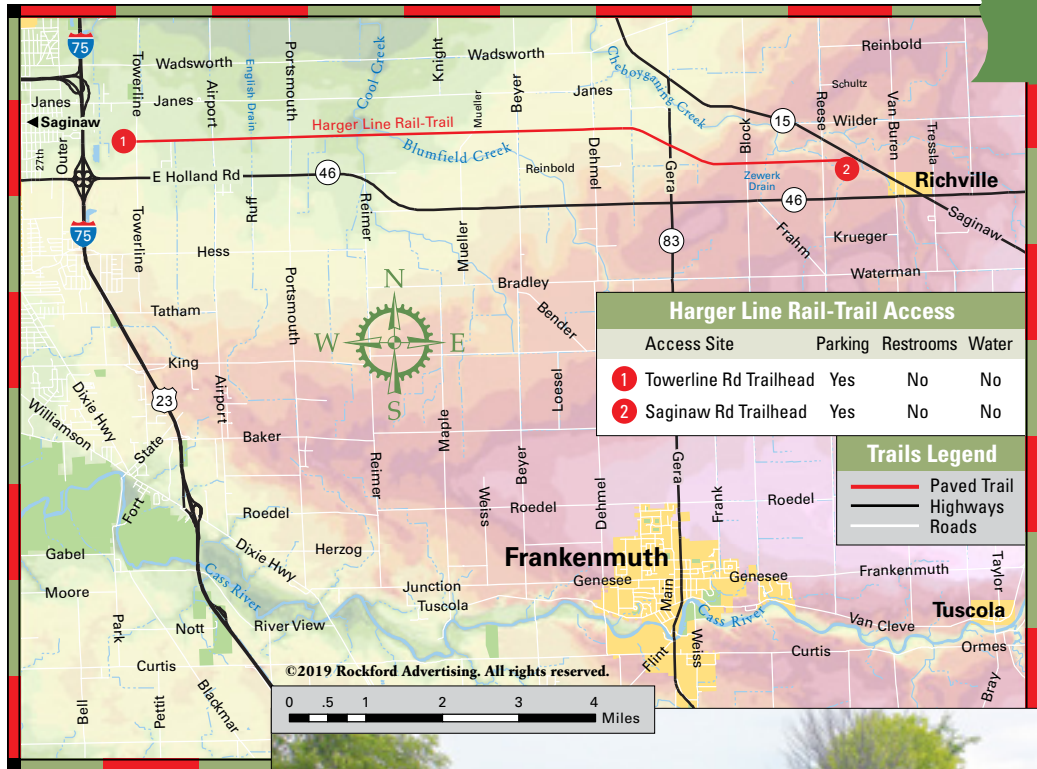 75
Towerline
Wadsworth
Airport
English Drain
Portsmouth
Cool Creek
Knight
Wadsworth
Mueller
Beyer
Janes
Cheboyganing Creek
Reinbold
Schultz
Reese
Van Buren
Tressla
Janes
Janes
◄Saginaw
27th
Outer
1
Harger Line Rail-Trail
Blumfield Creek
Reinbold
Dehmel
Gera
Block
15
Wilder
2
Zewerk
Drain
Richville
E Holland Rd
46
46
Saginaw
75
Towerline
Ruff
Reimer
Mueller
83
Frahm
Krueger
Waterman
Hess
Portsmouth
Bradley
Bender
N
W
E
S
Tatham
King
Airport
23
Dixie Hwy
Williamson
State
Fort
Baker
Reimer
Maple
Loesel
Beyer
Weiss
Roedel
Dehmel
Gera
Frank
Roedel
Harger Line Rail-Trail Access
Access Site Parking Restrooms Water
1 Towerline Rd Trailhead Yes No No
2 Saginaw Rd Trailhead Yes No No
Trails Legend
Paved Trail
Highways
Roads
Roedel
Gabel
Dixie Hwy
Herzog
Frankenmuth
Genesee
Genesee
Frankenmuth
Taylor
Moore
Cass River
Junction
Tuscola
Main
Cass River
Tuscola
Park
Nott
River View
Van Cleve
Weiss
Flint
Curtis
Ormes
Bray
Curtis
Bell
Pettit
Blackmar
©2019 Rockford Advertising. All rights reserved.
0 .5 1 2 3 4 Miles